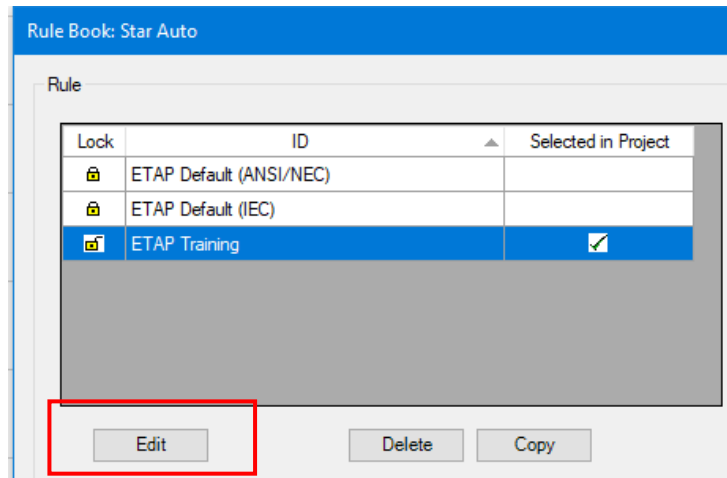 Rule Book: Star Auto
Rule
Lock ID Selected in Project
ETAP Default (ANSI/NEC)
ETAP Default (IEC)
ETAP Training
Edit Delete Copy